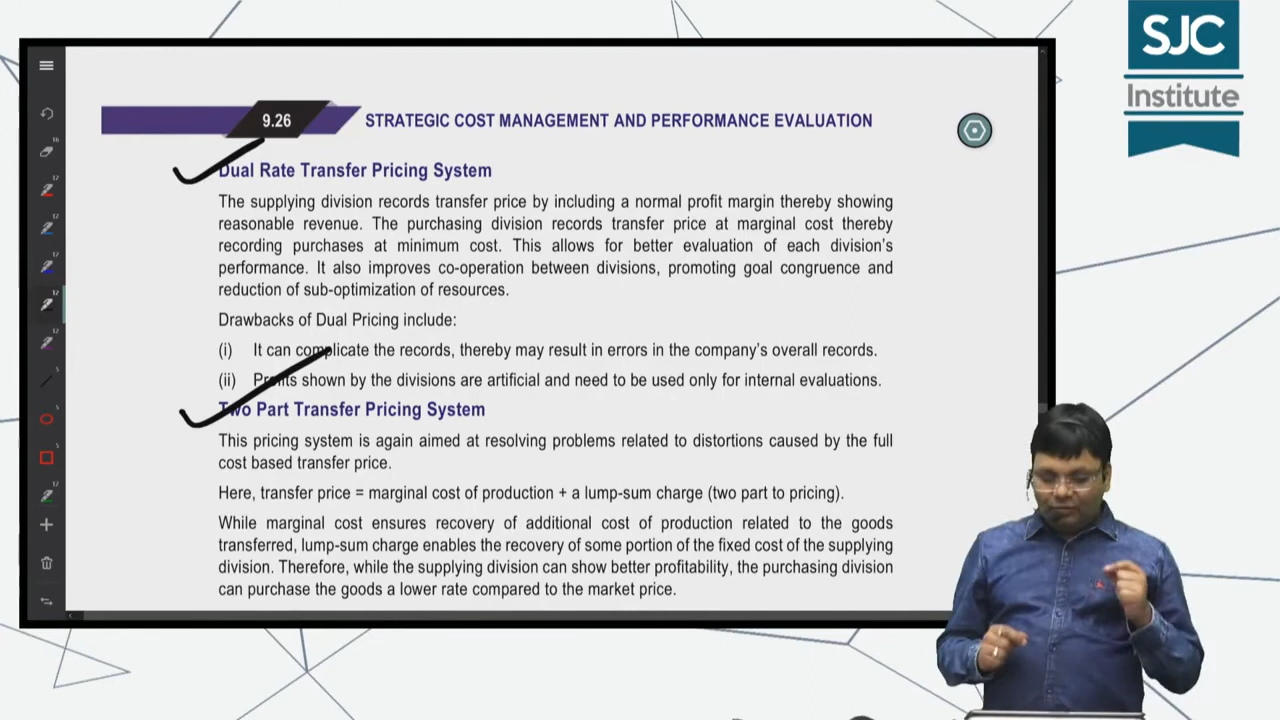 SJC
Institute
9.26
STRATEGIC COST MANAGEMENT AND PERFORMANCE EVALUATION
Dual Rate Transfer Pricing System
The supplying division records transfer price by including a normal profit margin thereby showing
reasonable revenue. The purchasing division records transfer price at marginal cost thereby
recording purchases at minimum cost. This allows for better evaluation of each division's
performance. It also improves co-operation between divisions, promoting goal congruence and
reduction of sub-optimization of resources.
Drawbacks of Dual Pricing include:
(i) It can complicate the records, thereby may result in errors in the company's overall records.
(ii) Profits shown by the divisions are artificial and need to be used only for internal evaluations.
Two Part Transfer Pricing System
This pricing system is again aimed at resolving problems related to distortions caused by the full
cost based transfer price.
Here, transfer price = marginal cost of production + a lump-sum charge (two part to pricing).
While marginal cost ensures recovery of additional cost of production related to the goods
transferred, lump-sum charge enables the recovery of some portion of the fixed cost of the supplying
division. Therefore, while the supplying division can show better profitability, the purchasing division
can purchase the goods a lower rate compared to the market price.